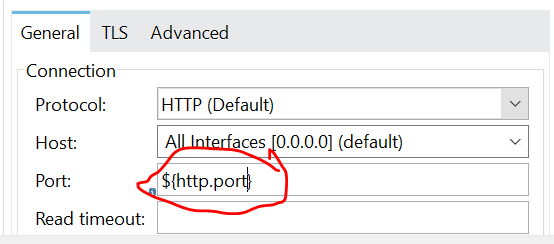 General TLS Advanced
Connection
Protocol: HTTP (Default)
Host: All Interfaces [0.0.0.0] (default)
Port: ${http.port}
Read timeout: